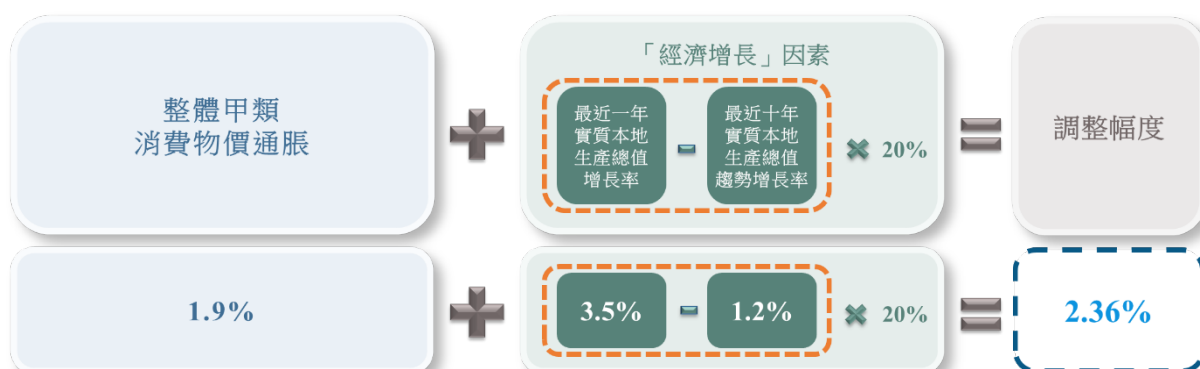 整體甲類
消費物價通脹
「經濟增長」因素
最近一年
實質本地
生產總值
增長率
-
最近十年
實質本地
生產總值
趨勢增長率
× 20%
=
調整幅度
1.9%
+
3.5%
-
1.2%
× 20%
=
2.36%